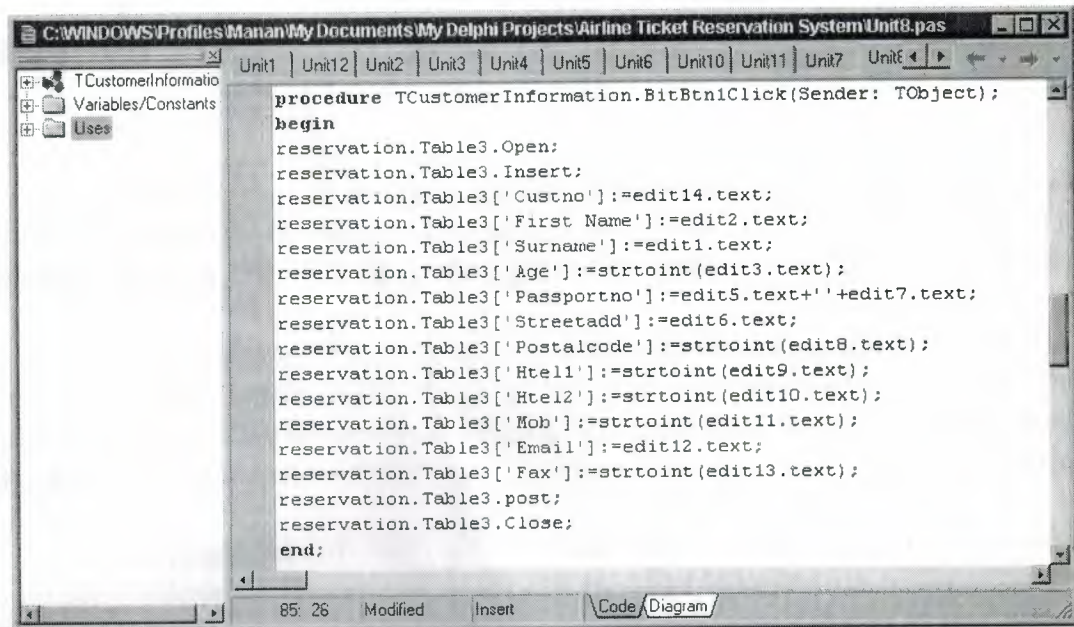 C:\WINDOWS\Profiles\Manan\My Documents\My Delphi Projects\Airline Ticket Reservation System\Unit8.pas
TCustomerInformatio
Variables/Constants
Uses
Unit1 Unit12 Unit2 Unit3 Unit4 Unit5 Unit6 Unit10 Unit11 Unit7 Unit8
procedure TCustomerInformation.BitBtn1Click(Sender: TObject);
begin
reservation.Table3.Open;
reservation.Table3.Insert;
reservation.Table3['Custno']:=edit14.text;
reservation.Table3['First Name']:=edit2.text;
reservation.Table3['Surname']:=edit1.text;
reservation.Table3['Age']:=strtoint(edit3.text);
reservation.Table3['Passportno']:=edit5.text+''+edit7.text;
reservation.Table3['Streetadd']:=edit6.text;
reservation.Table3['Postalcode']:=strtoint(edit8.text);
reservation.Table3['Htel1']:=strtoint(edit9.text);
reservation.Table3['Htel2']:=strtoint(edit10.text);
reservation.Table3['Mob']:=strtoint(edit11.text);
reservation.Table3['Email']:=edit12.text;
reservation.Table3['Fax']:=strtoint(edit13.text);
reservation.Table3.post;
reservation.Table3.Close;
end;
85: 26 Modified Insert Code Diagram